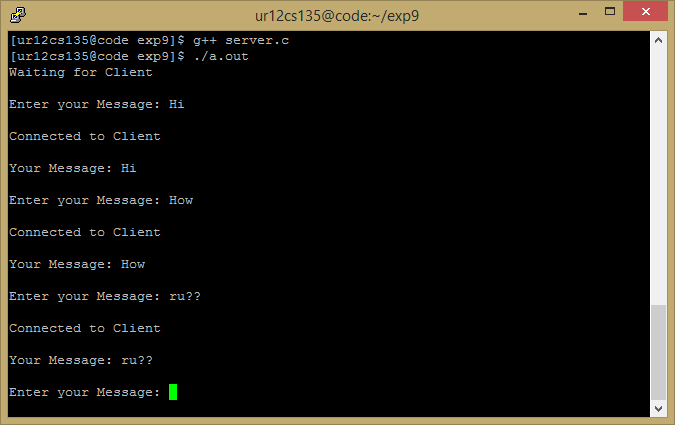 ur12cs135@code:~/exp9
[ur12cs135@code exp9]$ g++ server.c
[ur12cs135@code exp9]$ ./a.out
Waiting for Client
Enter your Message: Hi
Connected to Client
Your Message: Hi
Enter your Message: How
Connected to Client
Your Message: How
Enter your Message: ru??
Connected to Client
Your Message: ru??
Enter your Message: